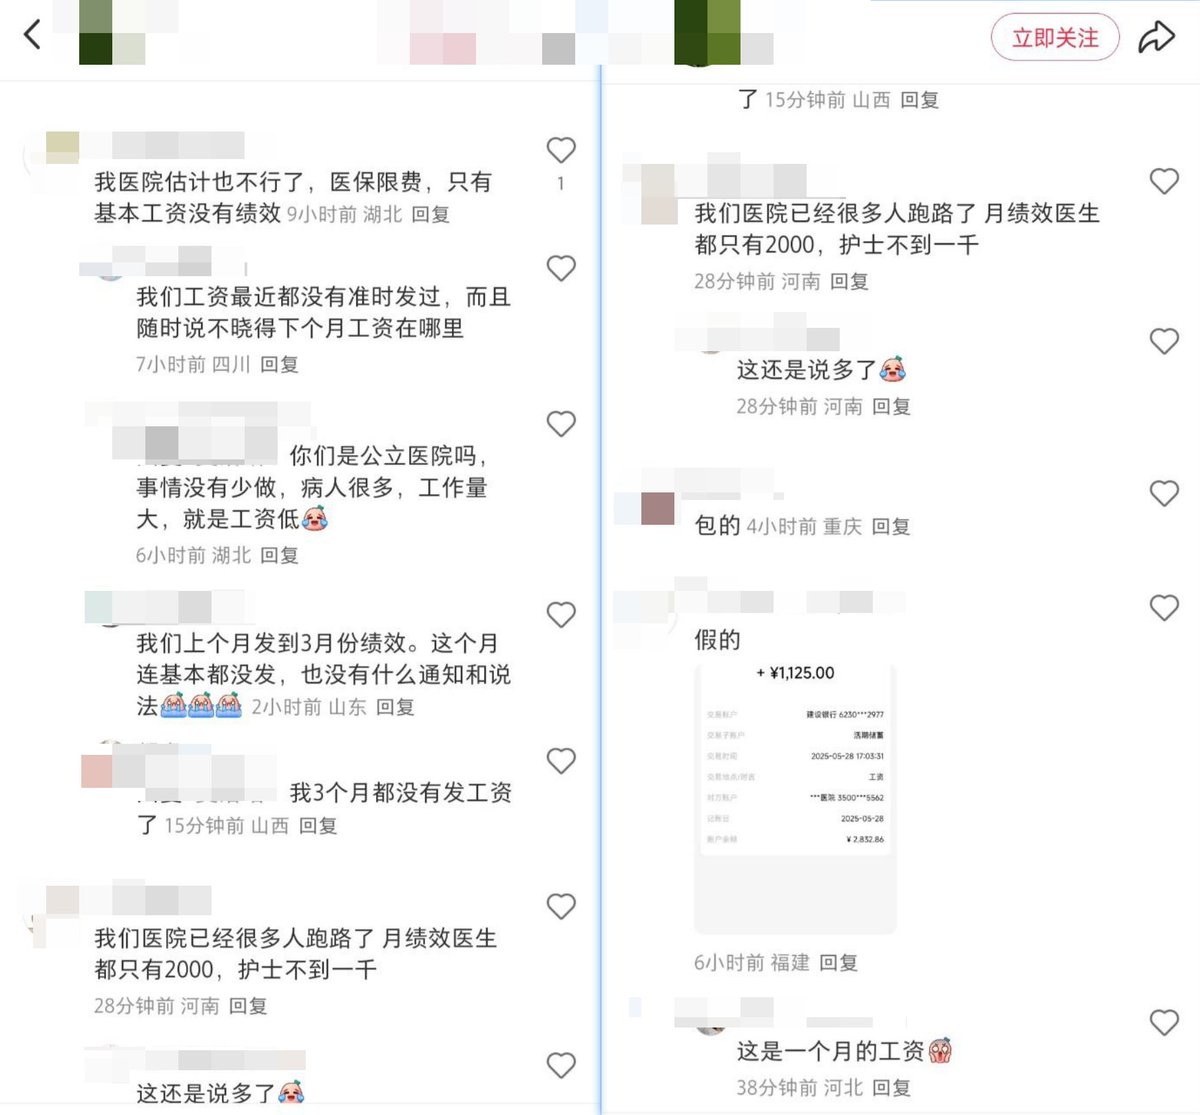 立即关注
我医院估计也不行了，医保限费，只有
基本工资没有绩效 9小时前 湖北 回复
1
我们工资最近都没有准时发过，而且
随时说不晓得下个月工资在哪里
7小时前 四川 回复
你们是公立医院吗，
事情没有少做，病人很多，工作量
大，就是工资低
6小时前 湖北 回复
我们上个月发到3月份绩效。这个月
连基本都没发，也没有什么通知和说
法 2小时前 山东 回复
我3个月都没有发工资
了 15分钟前 山西 回复
我们医院已经很多人跑路了 月绩效医生
都只有2000，护士不到一千
28分钟前 河南 回复
这还是说多了
了 15分钟前 山西 回复
我们医院已经很多人跑路了 月绩效医生
都只有2000，护士不到一千
28分钟前 河南 回复
这还是说多了
28分钟前 河南 回复
包的 4小时前 重庆 回复
假的
+ ¥1,125.00
交易账户 建设银行 6230***2977
交易子账户 活期储蓄
交易时间 2025-05-28 17:03:31
交易地点/附言 工资
对方账户 ***医院 3500***5562
记账日 2025-05-28
账户余额 ¥ 2,832.86
6小时前 福建 回复
这是一个月的工资
38分钟前 河北 回复